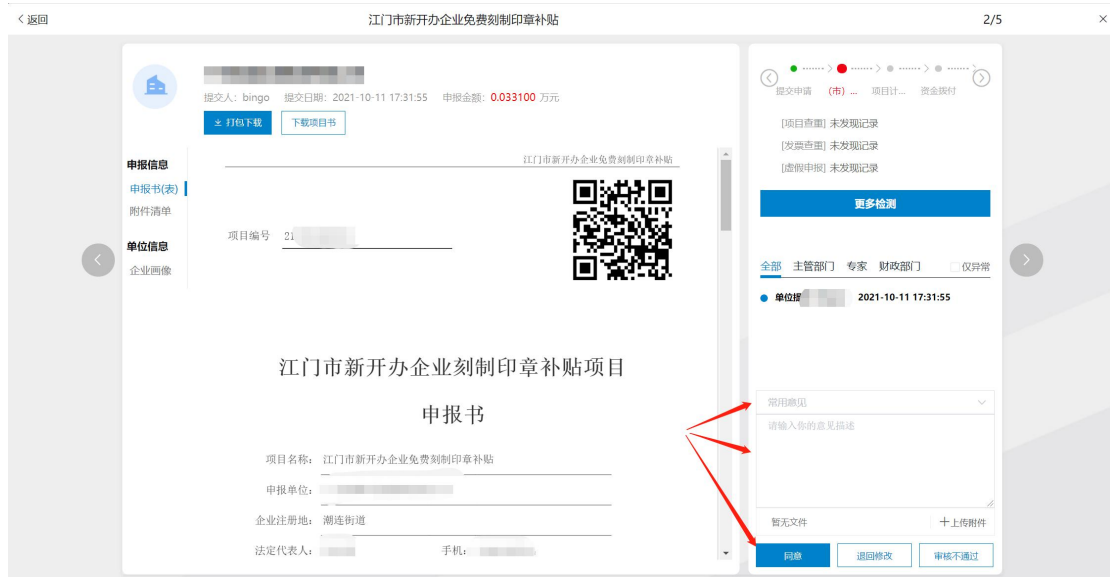 < 返回
江门市新开办企业免费刻制印章补贴
2/5
×
提交人: bingo 提交日期: 2021-10-11 17:31:55 申报金额: 0.033100 万元
打包下载
下载项目书
申报信息
申报书(表)
附件清单
单位信息
企业画像
江门市新开办企业免费刻制印章补贴
项目编号 21
江门市新开办企业刻制印章补贴项目
申报书
项目名称: 江门市新开办企业免费刻制印章补贴
申报单位:
企业注册地: 潮连街道
法定代表人: 手机:
提交申请 (市) ... 项目计... 资金拨付
[项目查重] 未发现记录
[发票查重] 未发现记录
[虚假申报] 未发现记录
更多检测
全部 主管部门 专家 财政部门 仅异常
单位提 2021-10-11 17:31:55
常用意见
请输入你的意见描述
暂无文件 十上传附件
同意 退回修改 审核不通过